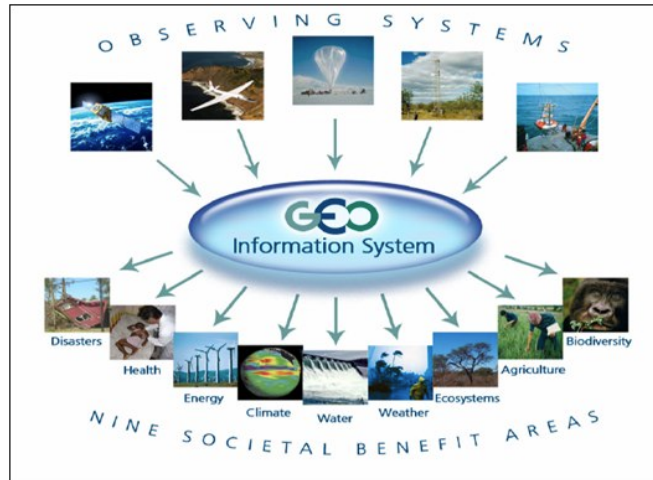 OBSERVING SYSTEMS
GEO
Information System
Disasters
Health
Energy
Climate
Water
Weather
Ecosystems
Agriculture
Biodiversity
NINE SOCIETAL BENEFIT AREAS